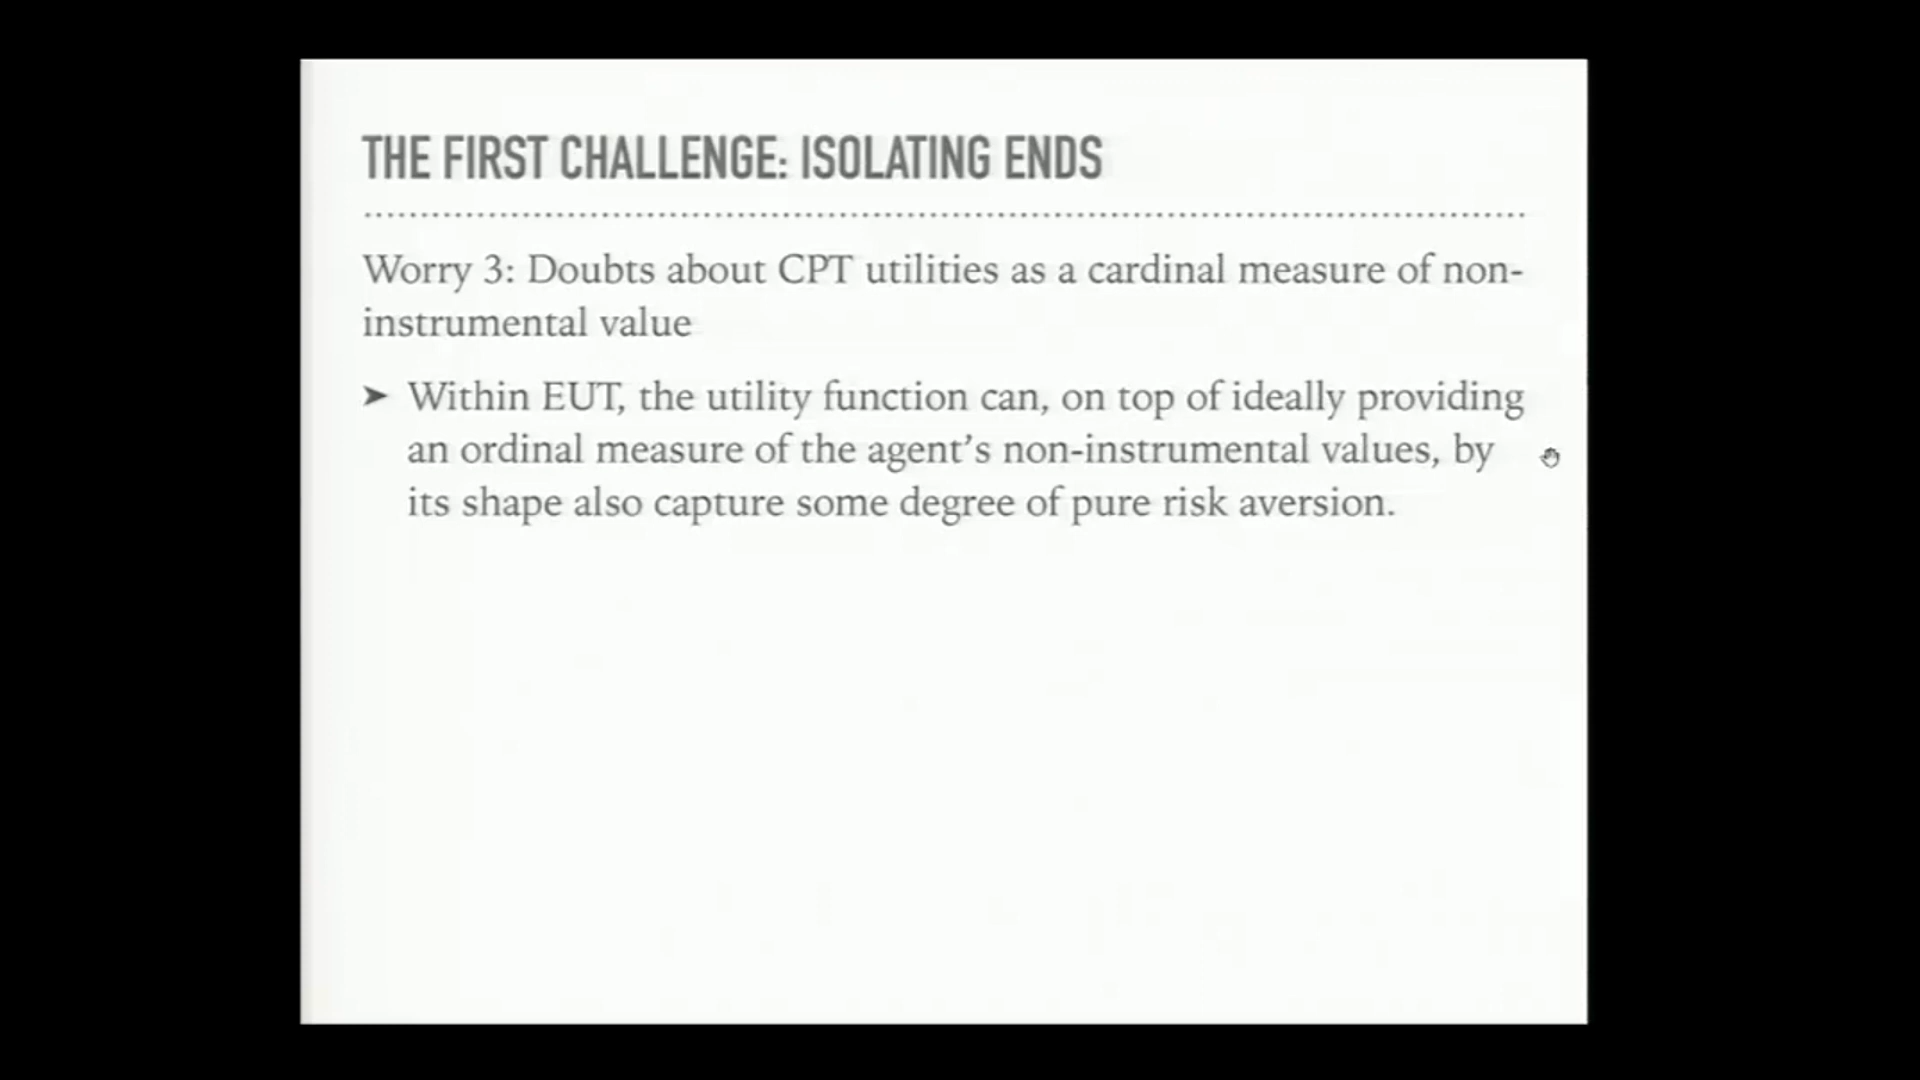 THE FIRST CHALLENGE: ISOLATING ENDS
Worry 3: Doubts about CPT utilities as a cardinal measure of non-
instrumental value
➤ Within EUT, the utility function can, on top of ideally providing
an ordinal measure of the agent’s non-instrumental values, by
its shape also capture some degree of pure risk aversion.